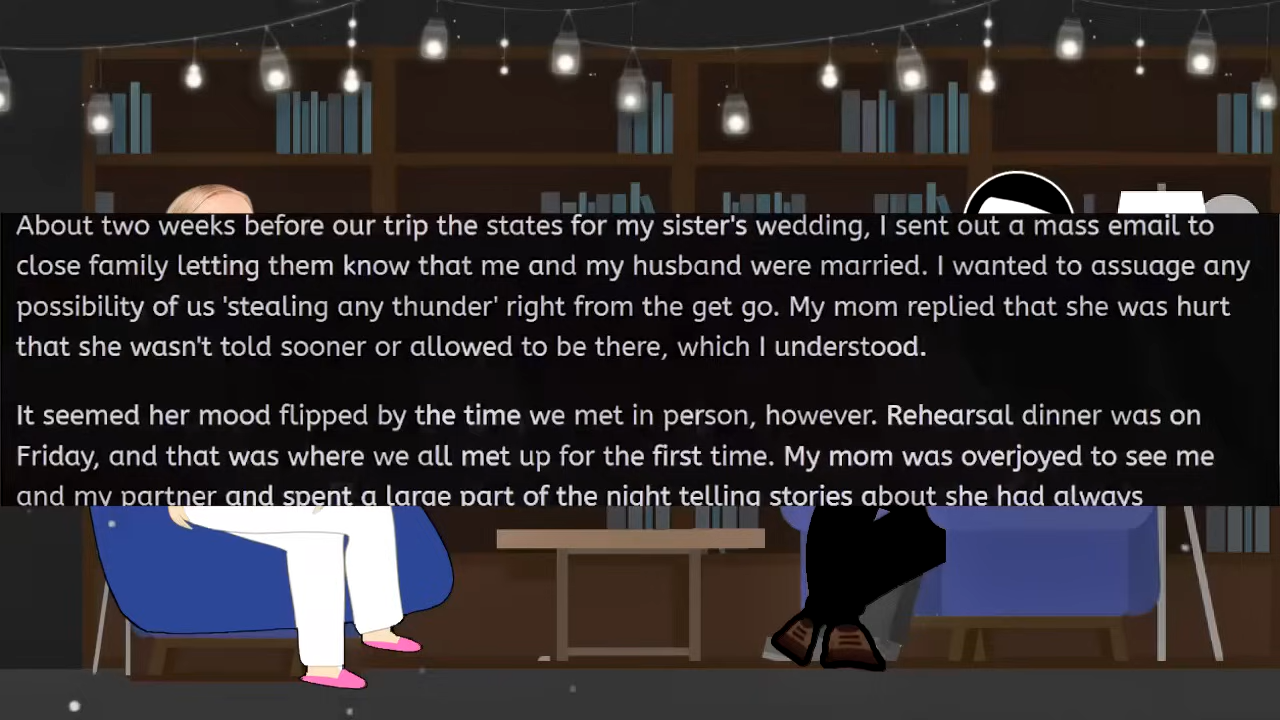 About two weeks before our trip the states for my sister's wedding, I sent out a mass email to
close family letting them know that me and my husband were married. I wanted to assuage any
possibility of us 'stealing any thunder' right from the get go. My mom replied that she was hurt
that she wasn't told sooner or allowed to be there, which I understood.
It seemed her mood flipped by the time we met in person, however. Rehearsal dinner was on
Friday, and that was where we all met up for the first time. My mom was overjoyed to see me
and my partner and spent a large part of the night telling stories about she had always